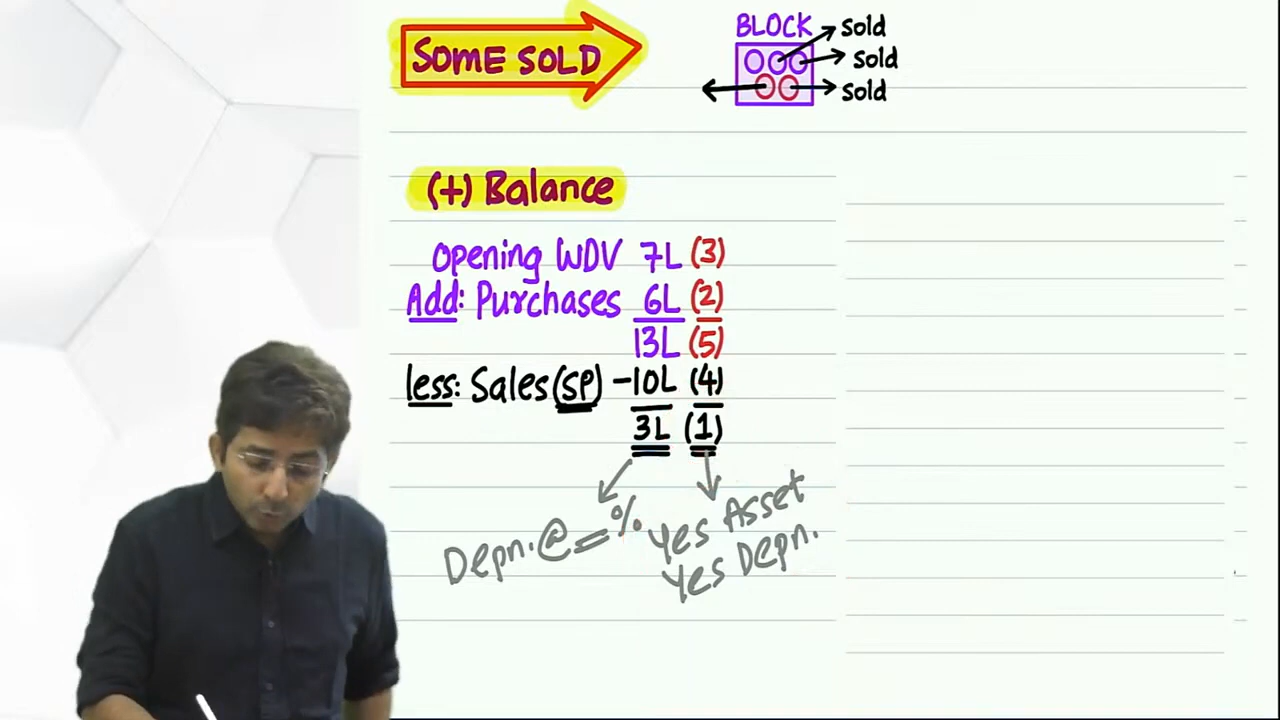 SOME SOLD
BLOCK
Sold
Sold
Sold
(+) Balance
Opening WDV 7L (3)
Add: Purchases 6L (2)
13L (5)
less: Sales (SP) -10L (4)
3L (1)
Depn. @ = %
Yes Asset
Yes Depn.